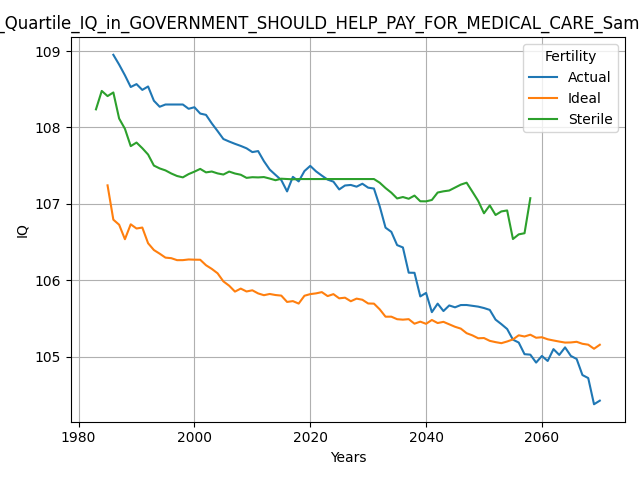 _Quartile_IQ_in_GOVERNMENT_SHOULD_HELP_PAY_FOR_MEDICAL_CARE_Sam
109
108
107
106
105
IQ
Fertility
Actual
Ideal
Sterile
1980
2000
2020
2040
2060
Years